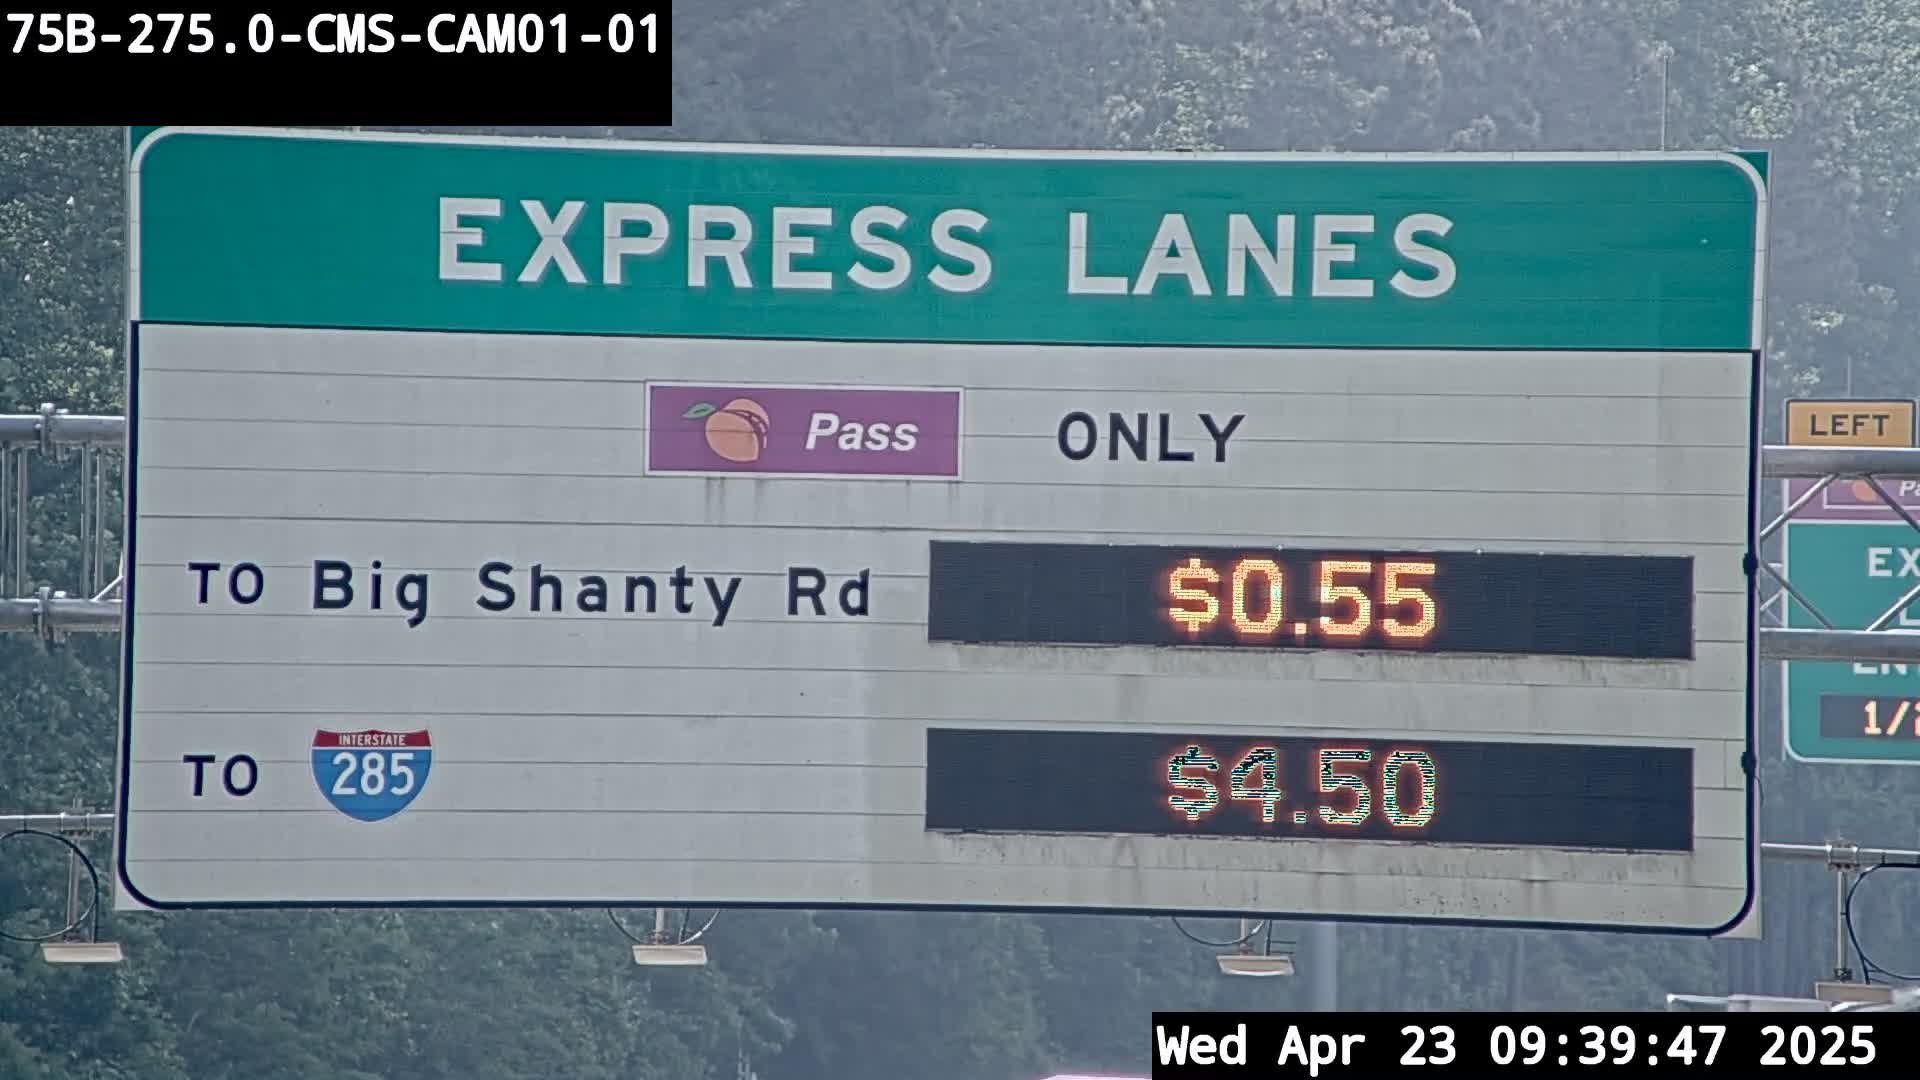 75B-275.0-CMS-CAM01-01
EXPRESS LANES
Pass ONLY
LEFT
TO Big Shanty Rd $0.55
TO INTERSTATE 285 $4.50
Wed Apr 23 09:39:47 2025